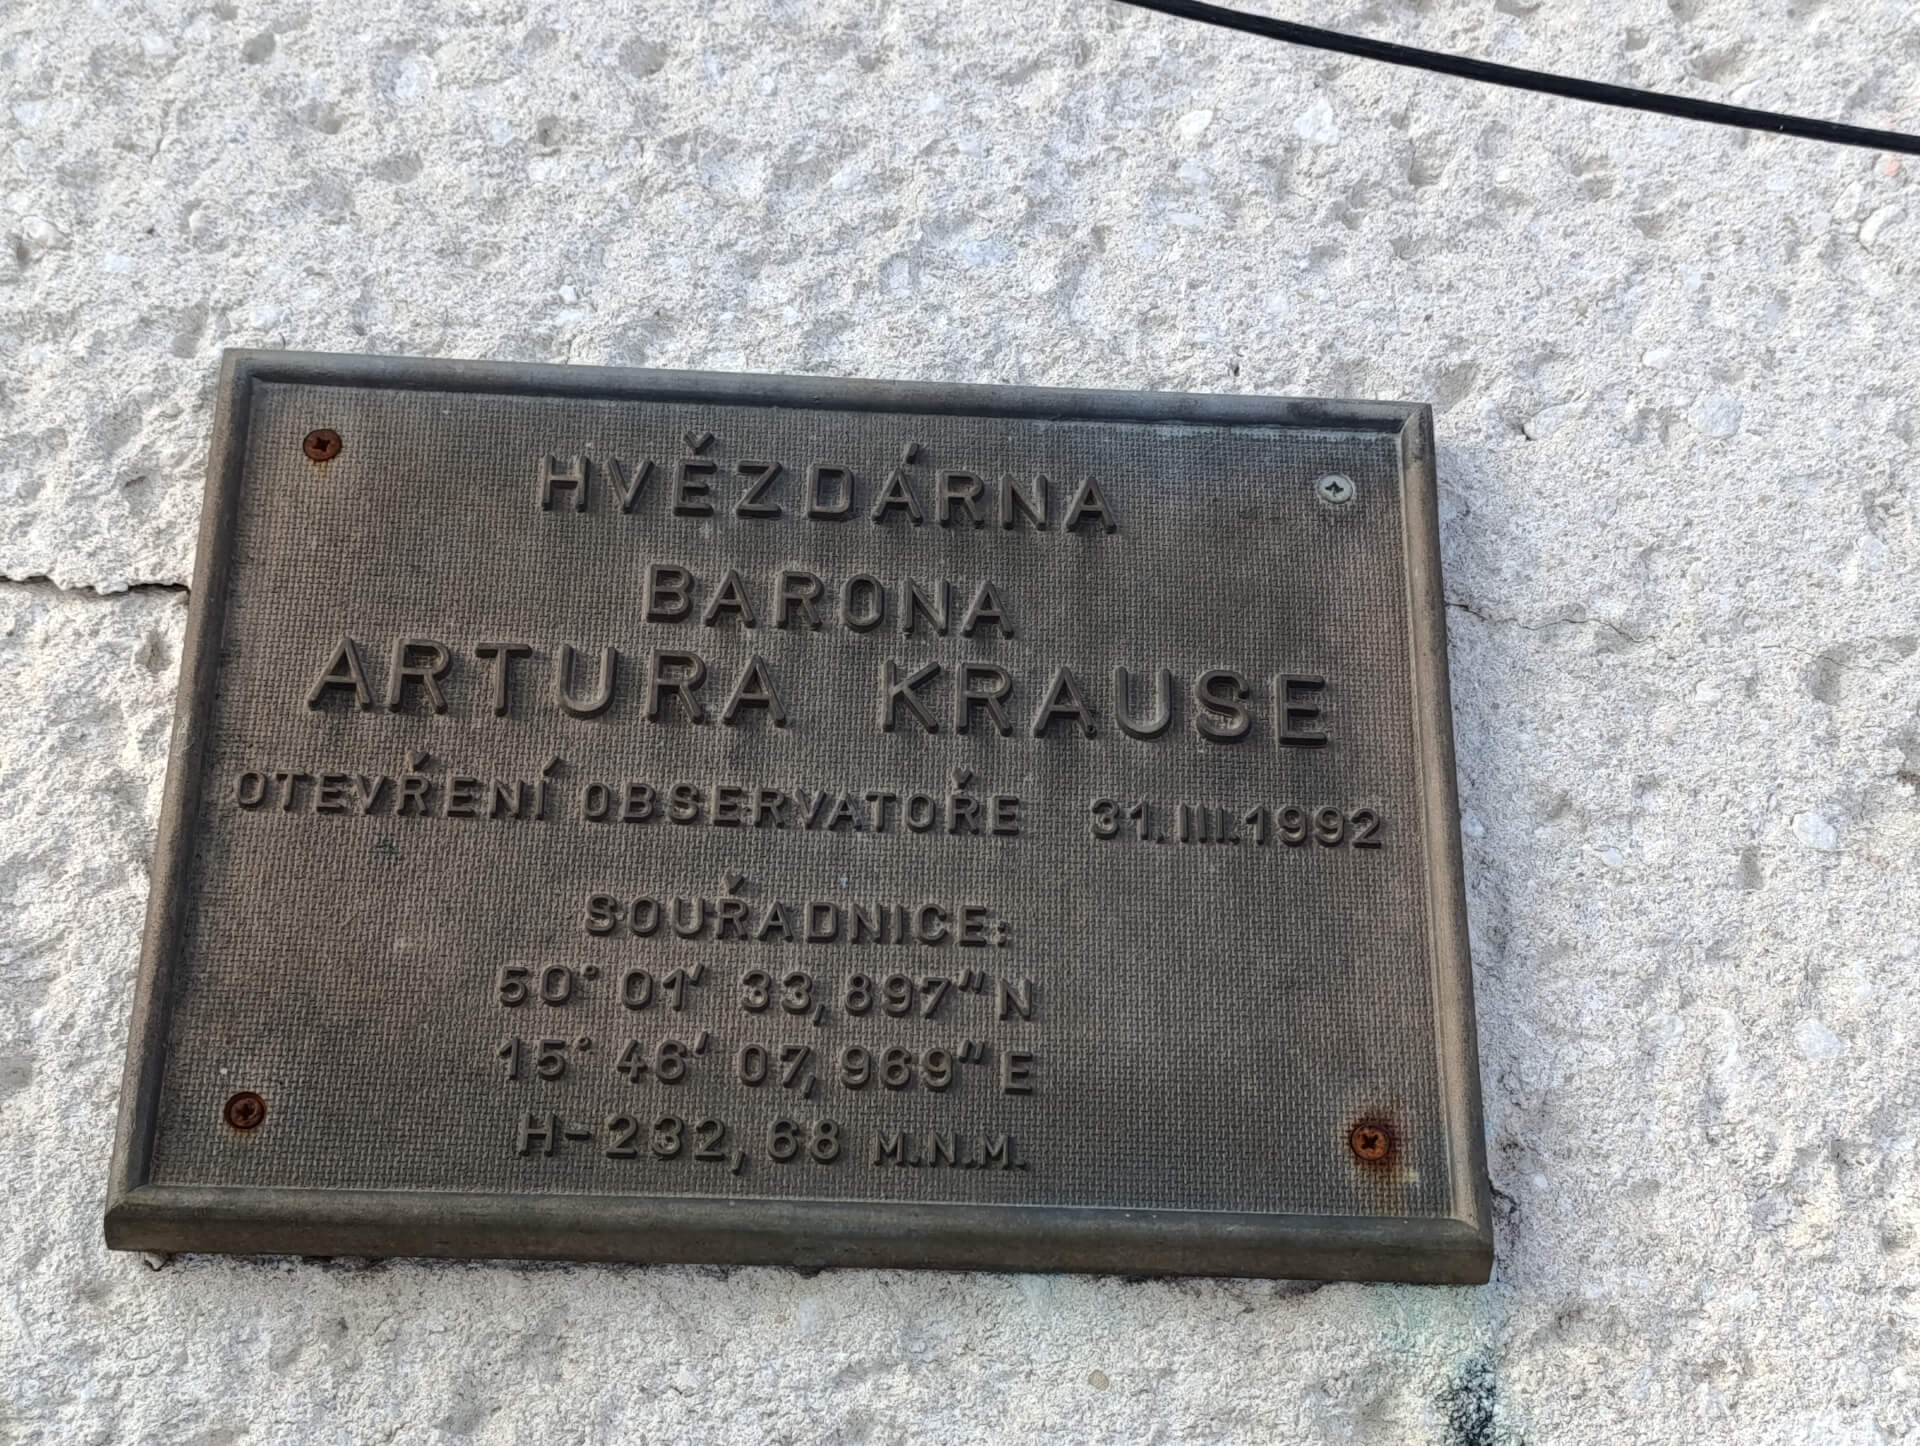 HVĚZDÁRNA
BARONA
ARTURA KRAUSE
OTEVŘENÍ OBSERVATOŘE 31.III.1992
SOUŘADNICE:
50° 01' 33,897" N
15° 46' 07,969" E
H-232,68 M.N.M.